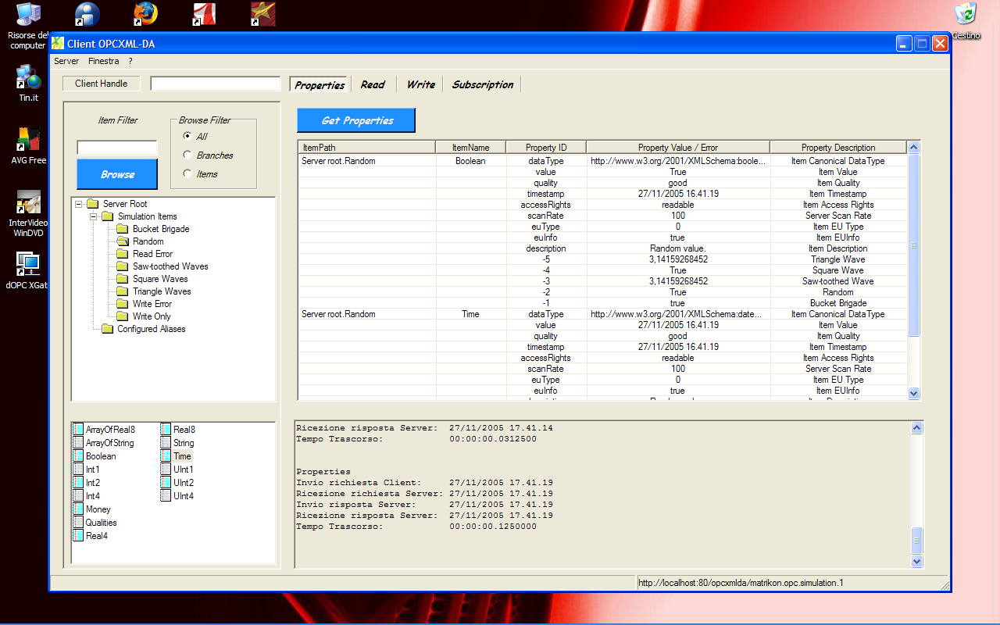 Risorse del
computer
Cestino
Tin.it
AVG Free
InterVideo
WinDVD
dOPC XGat
Client OPCXML-DA
Server Finestra ?
Client Handle
Properties Read Write Subscription
Item Filter
Browse Filter
All
Branches
Items
Browse
Server Root
Simulation Items
Bucket Brigade
Random
Read Error
Saw-toothed Waves
Square Waves
Triangle Waves
Write Error
Write Only
Configured Aliases
ArrayOfReal8 Real8
ArrayOfString String
Boolean Time
Int1 UInt1
Int2 UInt2
Int4 UInt4
Money
Qualities
Real4
Get Properties
ItemPath ItemName Property ID Property Value / Error Property Description
Server root.Random Boolean dataType http://www.w3.org/2001/XMLSchema:boole... Item Canonical DataType
value True Item Value
quality good Item Quality
timestamp 27/11/2005 16.41.19 Item Timestamp
accessRights readable Item Access Rights
scanRate 100 Server Scan Rate
euType 0 Item EU Type
euInfo true Item EUInfo
description Random value. Item Description
-5 3,14159268452 Triangle Wave
-4 True Square Wave
-3 3,14159268452 Saw-toothed Wave
-2 True Random
-1 true Bucket Brigade
Server root.Random Time dataType http://www.w3.org/2001/XMLSchema:date... Item Canonical DataType
value 27/11/2005 16.41.19 Item Value
quality good Item Quality
timestamp 27/11/2005 16.41.19 Item Timestamp
accessRights readable Item Access Rights
scanRate 100 Server Scan Rate
euType 0 Item EU Type
euInfo true Item EUInfo
Ricezione risposta Server: 27/11/2005 17.41.14
Tempo Trascorso: 00:00:00.0312500
Properties
Invio richiesta Client: 27/11/2005 17.41.19
Ricezione richiesta Server: 27/11/2005 17.41.19
Invio risposta Server: 27/11/2005 17.41.19
Ricezione risposta Server: 27/11/2005 17.41.19
Tempo Trascorso: 00:00:00.1250000
http://localhost:80/opcxmlda/matrikon.opc.simulation.1